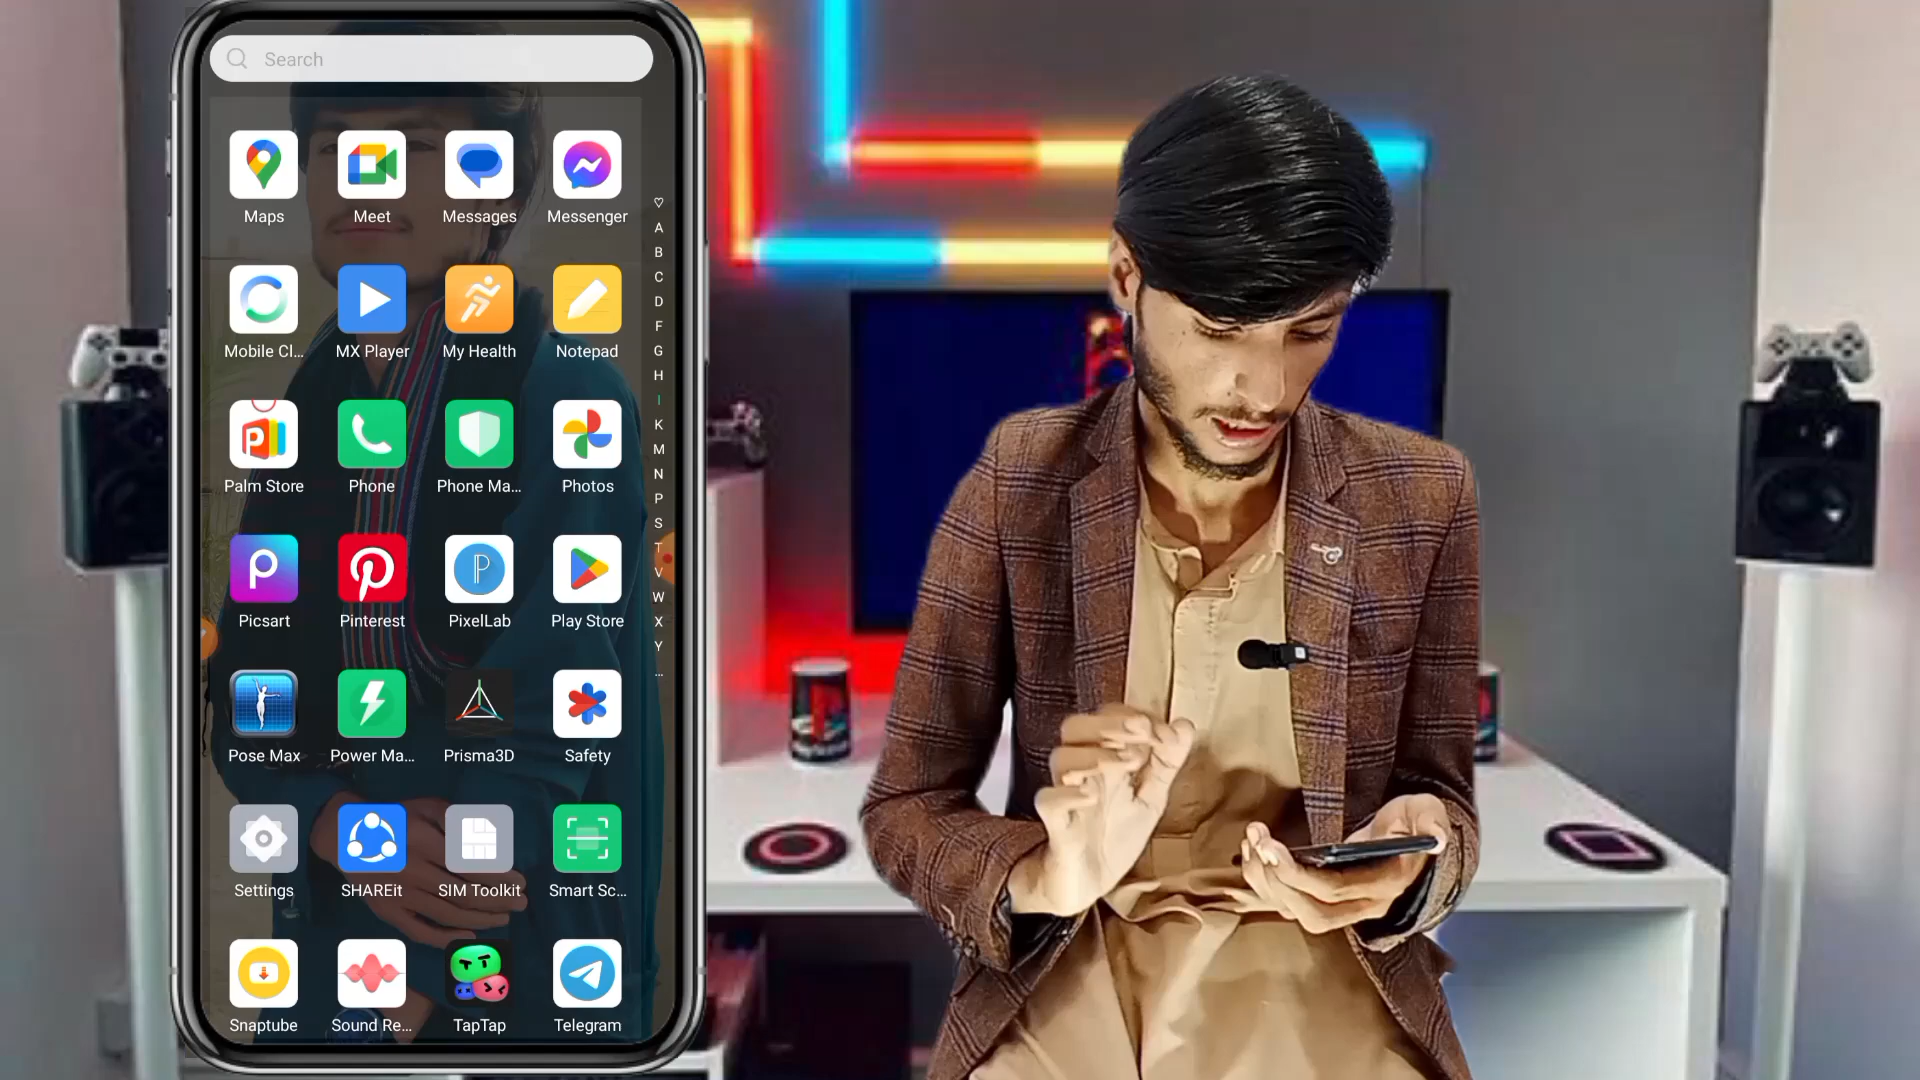 Search
Maps Meet Messages Messenger
Mobile Cl... MX Player My Health Notepad
Palm Store Phone Phone Ma... Photos
Picsart Pinterest PixelLab Play Store
Pose Max Power Ma... Prisma3D Safety
Settings SHAREit SIM Toolkit Smart Sc...
Snaptube Sound Re... TapTap Telegram
♡
A
B
C
D
F
G
H
I
K
M
N
P
S
T
V
W
X
Y
...